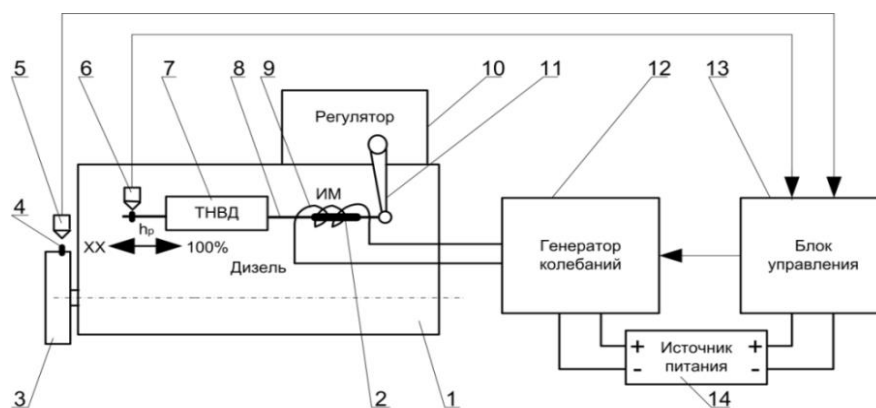 5
6
7
8
9
10
11
12
13
Регулятор
4
ТНВД
ИМ
hр
ХХ
100%
Дизель
Генератор колебаний
Блок управления
+
-
Источник питания
+
-
3
2
1
14